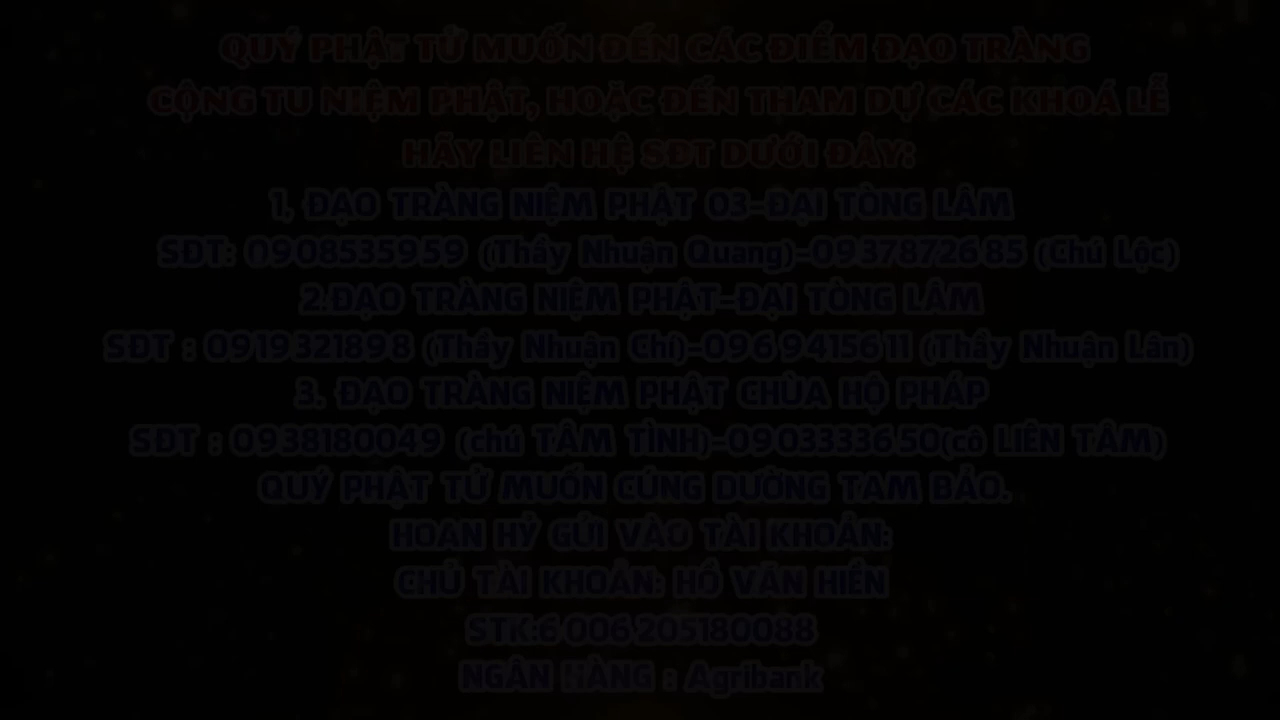 QUÝ PHẬT TỬ MUỐN ĐẾN CÁC ĐIỂM ĐẠO TRÀNG
CỘNG TU NIỆM PHẬT, HOẶC ĐẾN THAM DỰ CÁC KHOÁ LỄ
HÃY LIÊN HỆ SĐT DƯỚI ĐÂY:
1. ĐẠO TRÀNG NIỆM PHẬT 03-ĐẠI TÒNG LÂM
SĐT: 0908535959 (Thầy Nhuận Quang)-0937872685 (Chú Lộc)
2.ĐẠO TRÀNG NIỆM PHẬT-ĐẠI TÒNG LÂM
SĐT : 0919321898 (Thầy Nhuận Chí)-0969415611 (Thầy Nhuận Lân)
3. ĐẠO TRÀNG NIỆM PHẬT CHÙA HỘ PHÁP
SĐT : 0938180049 (chú TÂM TÌNH)-0903333650(cô LIÊN TÂM)
QUÝ PHẬT TỬ MUỐN CÚNG DƯỜNG TAM BẢO.
HOAN HỶ GỬI VÀO TÀI KHOẢN:
CHỦ TÀI KHOẢN: HỒ VĂN HIỀN
STK:6006205180088
NGÂN HÀNG : Agribank